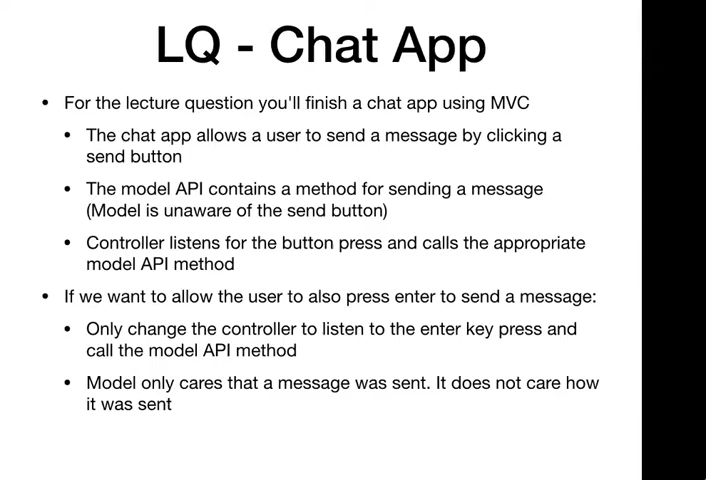 LQ - Chat App
• For the lecture question you'll finish a chat app using MVC
• The chat app allows a user to send a message by clicking a
send button
• The model API contains a method for sending a message
(Model is unaware of the send button)
• Controller listens for the button press and calls the appropriate
model API method
• If we want to allow the user to also press enter to send a message:
• Only change the controller to listen to the enter key press and
call the model API method
• Model only cares that a message was sent. It does not care how
it was sent